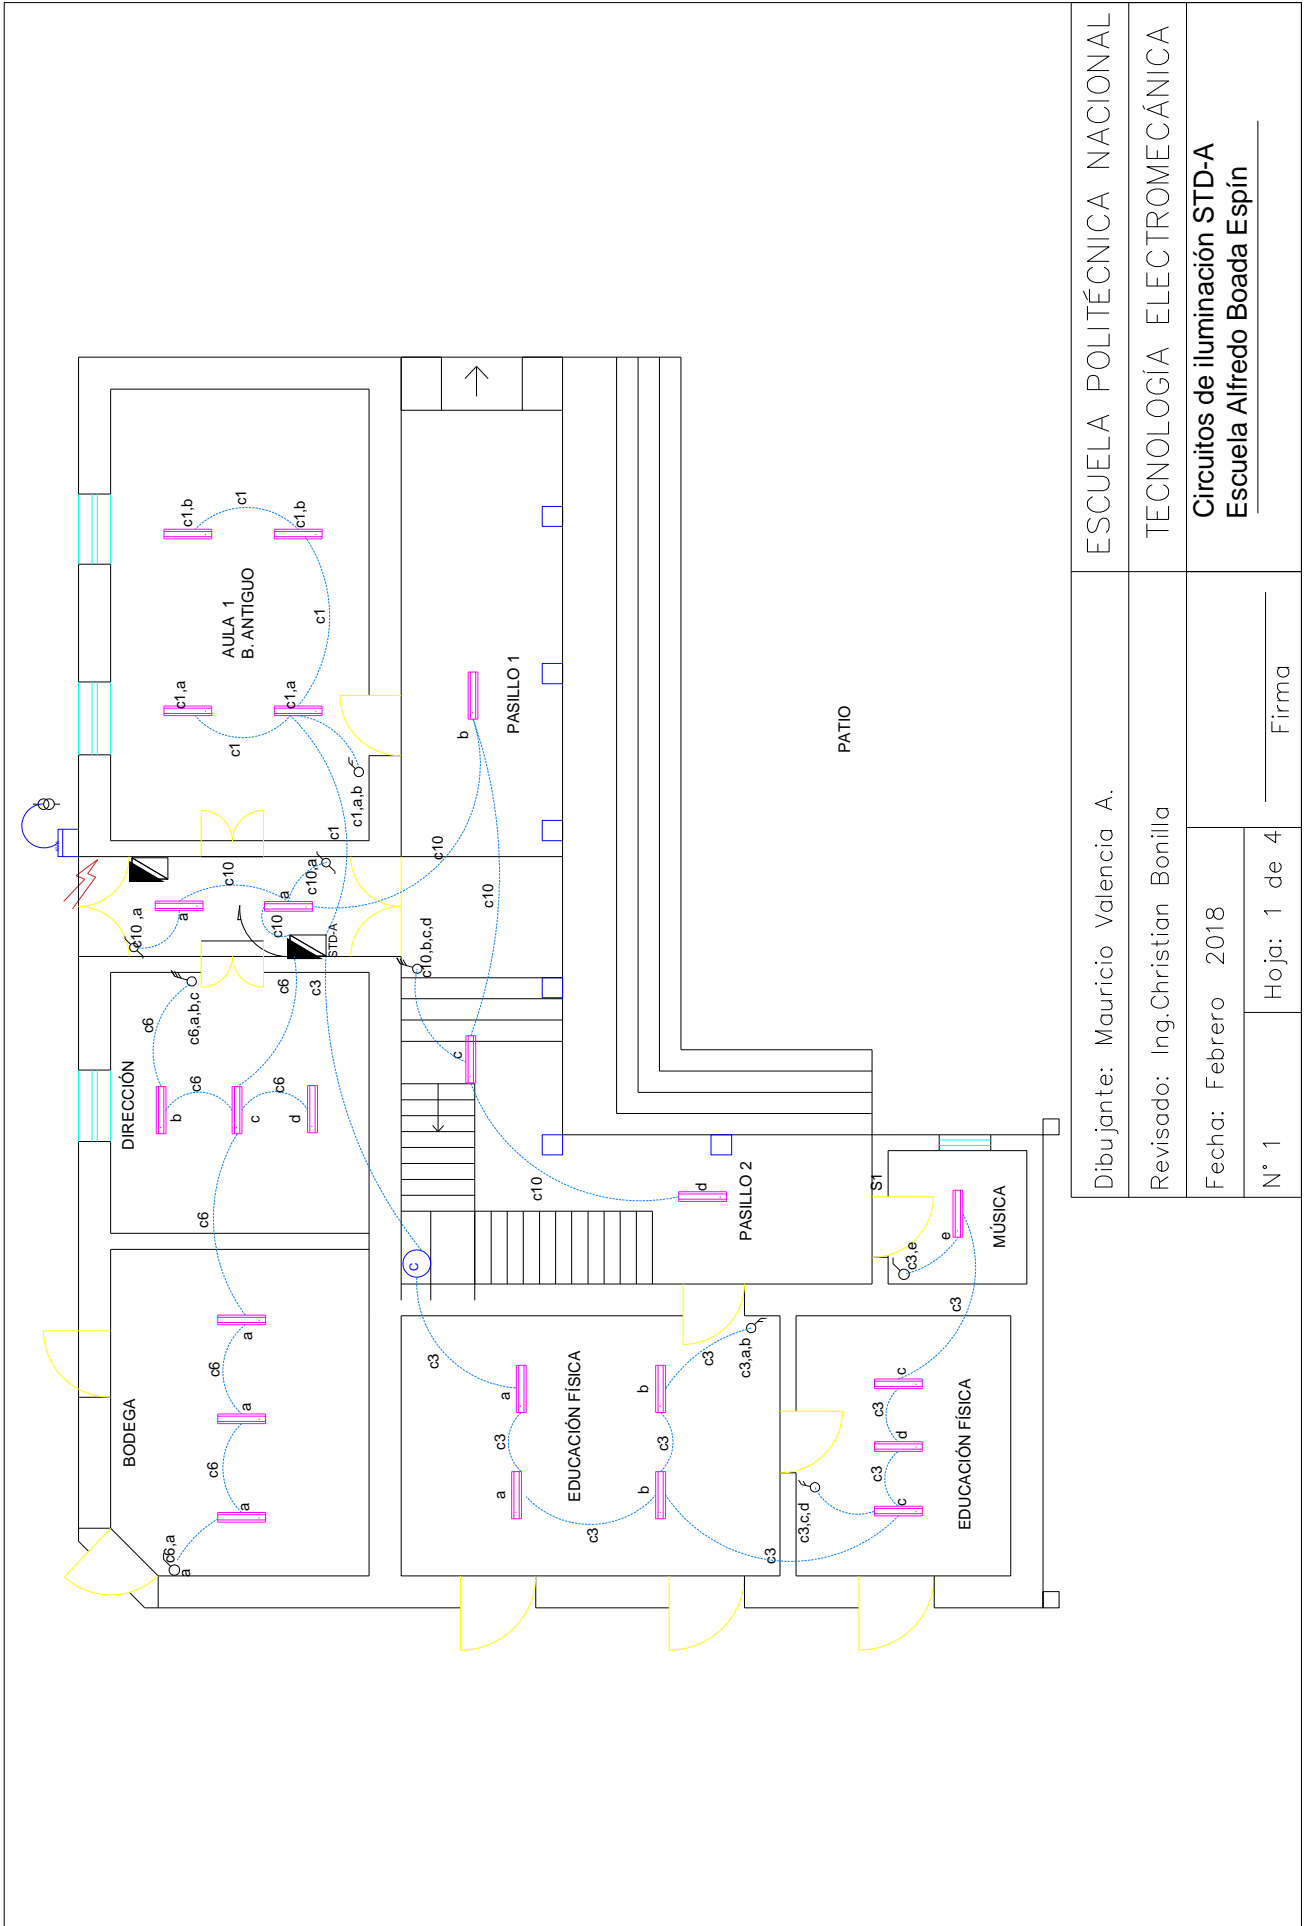 BODEGA
c6,a
a
a
c6
a
c6
a
c6
DIRECCIÓN
b
c6
c
c6
d
c6
c6,a,b,c
c6
c3
c10 ,a
a
c10
a
c10
c10,a
STD-A
AULA 1
B. ANTIGUO
c1,a
c1
c1,a
c1,b
c1
c1,b
c1
c1,a,b
c1
c10
c10
PASILLO 1
b
c10,b,c,d
c
c10
PASILLO 2
d
PATIO
c
c3
EDUCACIÓN FÍSICA
a
c3
a
c3
b
c3
b
c3
c3,a,b
c3
EDUCACIÓN FÍSICA
c3,c,d
c
c3
d
c3
c
c3
MÚSICA
S1
c3,e
e
Dibujante: Mauricio Valencia A.
ESCUELA POLITÉCNICA NACIONAL
Revisado: Ing.Christian Bonilla
TECNOLOGÍA ELECTROMECÁNICA
Fecha: Febrero 2018
Circuitos de iluminación STD-A
Escuela Alfredo Boada Espín
N° 1
Hoja: 1 de 4
Firma